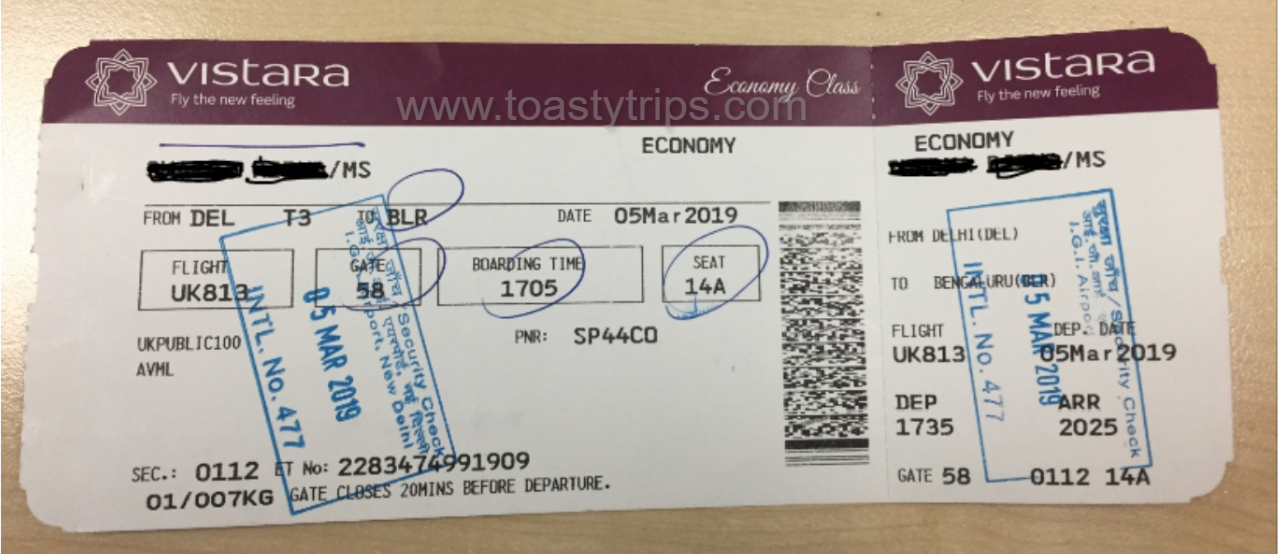 VISTARA
Fly the new feeling
Economy Class
www.toastytrips.com
ECONOMY
/MS
FROM DEL T3 TO BLR DATE 05Mar2019
FLIGHT GATE BOARDING TIME SEAT
UK813 58 1705 14A
UKPUBLIC100 PNR: SP44CO
AVML
SEC.: 0112 ET No: 2283474991909
01/007KG GATE CLOSES 20MINS BEFORE DEPARTURE.
सुरक्षा जाँच / Security Check
I.G.I. Airport, New Delhi
05 MAR 2019
INTL. No. 477
VISTARA
Fly the new feeling
ECONOMY
/MS
FROM DELHI(DEL)
TO BENGALURU(BLR)
FLIGHT DEP. DATE
UK813 05Mar2019
DEP ARR
1735 2025
GATE 58 0112 14A
सुरक्षा जाँच / Security Check
I.G.I. Airport
05 MAR 2019
INTL. No. 477